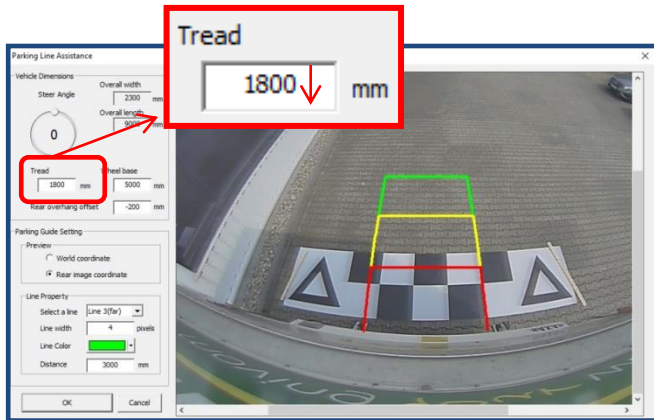 Tread
1800
mm
Parking Line Assistance
Vehicle Dimensions
Steer Angle
0
Overall width
2300 mm
Overall length
9000 mm
Tread
1800 mm
Wheel base
5000 mm
Rear overhang offset -200 mm
Parking Guide Setting
Preview
World coordinate
Rear image coordinate
Line Property
Select a line Line 3(far)
Line width 4 pixels
Line Color
Distance 3000 mm
OK Cancel